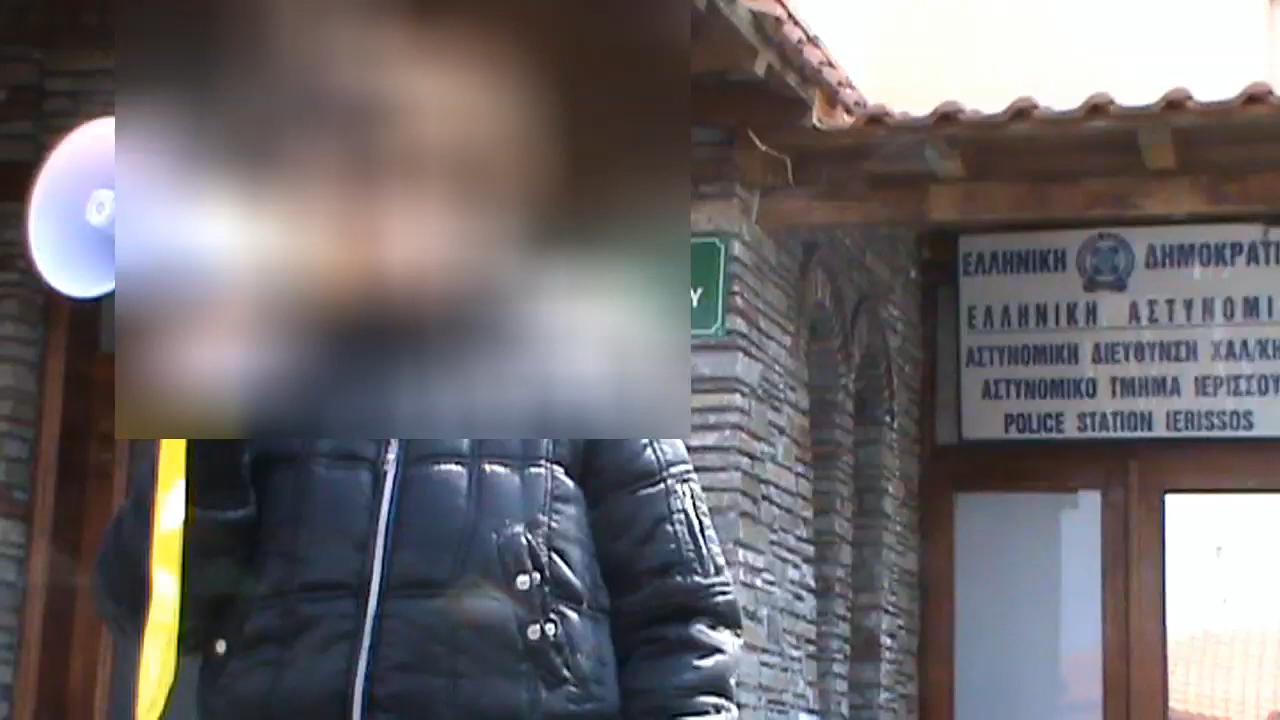 Υ
ΕΛΛΗΝΙΚΗ ΔΗΜΟΚΡΑΤΙ
ΕΛΛΗΝΙΚΗ ΑΣΤΥΝΟΜΙ
ΑΣΤΥΝΟΜΙΚΗ ΔΙΕΥΘΥΝΣΗ ΧΑΛ/ΚΗ
ΑΣΤΥΝΟΜΙΚΟ ΤΜΗΜΑ ΙΕΡΙΣΣΟΥ
POLICE STATION IERISSOS